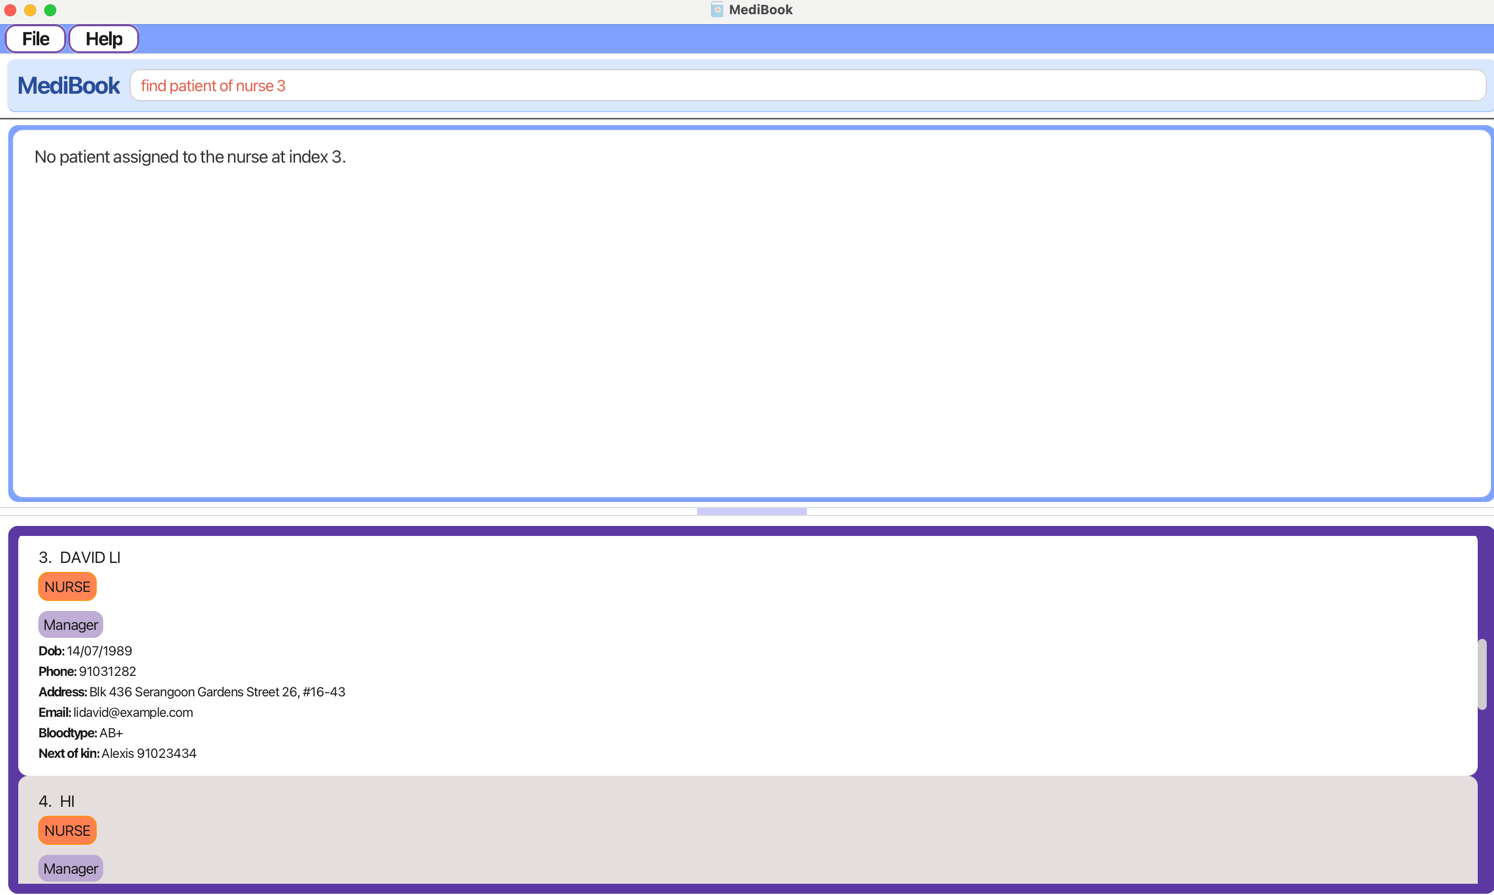 MediBook
File Help
MediBook find patient of nurse 3
No patient assigned to the nurse at index 3.
3. DAVID LI
NURSE
Manager
Dob: 14/07/1989
Phone: 91031282
Address: Blk 436 Serangoon Gardens Street 26, #16-43
Email: lidavid@example.com
Bloodtype: AB+
Next of kin: Alexis 91023434
4. HI
NURSE
Manager